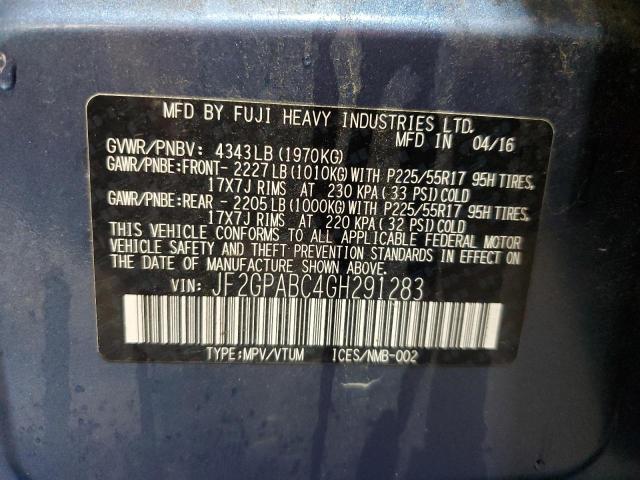 MFD BY FUJI HEAVY INDUSTRIES LTD.
MFD IN 04/16
GVWR/PNBV: 4343LB (1970KG)
GAWR/PNBE:FRONT- 2227LB (1010KG) WITH P225/55R17 95H TIRES,
17X7J RIMS AT 230 KPA (33 PSI) COLD
GAWR/PNBE:REAR - 2205LB (1000KG) WITH P225/55R17 95H TIRES,
17X7J RIMS AT 220 KPA (32 PSI) COLD
THIS VEHICLE CONFORMS TO ALL APPLICABLE FEDERAL MOTOR
VEHICLE SAFETY AND THEFT PREVENTION STANDARDS IN EFFECT ON
THE DATE OF MANUFACTURE SHOWN ABOVE.
VIN: JF2GPABC4GH291283
TYPE:MPV/VTUM ICES/NMB-002